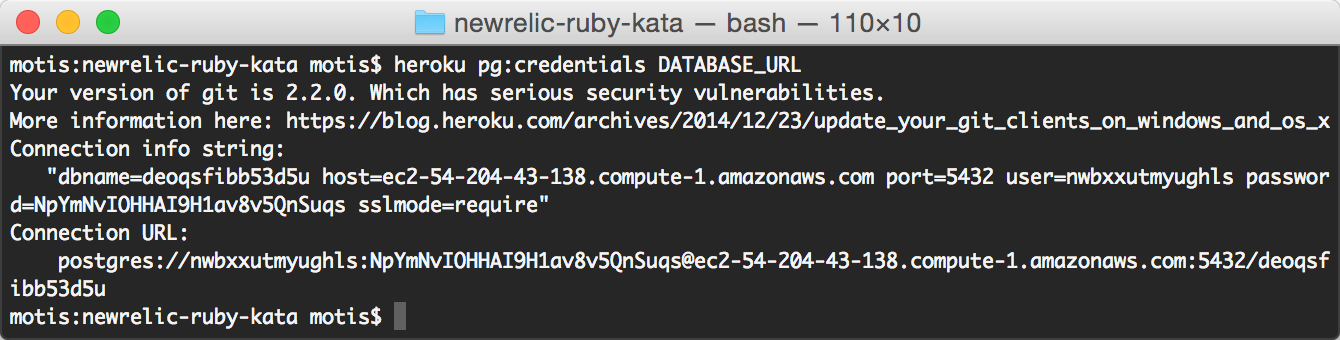 newrelic-ruby-kata — bash — 110×10
motis:newrelic-ruby-kata motis$ heroku pg:credentials DATABASE_URL
Your version of git is 2.2.0. Which has serious security vulnerabilities.
More information here: https://blog.heroku.com/archives/2014/12/23/update_your_git_clients_on_windows_and_os_x
Connection info string:
"dbname=deoqsfibb53d5u host=ec2-54-204-43-138.compute-1.amazonaws.com port=5432 user=nwbxxutmyughls passwor
d=NpYmNvIOHHAI9H1av8v5QnSuqs sslmode=require"
Connection URL:
postgres://nwbxxutmyughls:NpYmNvIOHHAI9H1av8v5QnSuqs@ec2-54-204-43-138.compute-1.amazonaws.com:5432/deoqsf
ibb53d5u
motis:newrelic-ruby-kata motis$